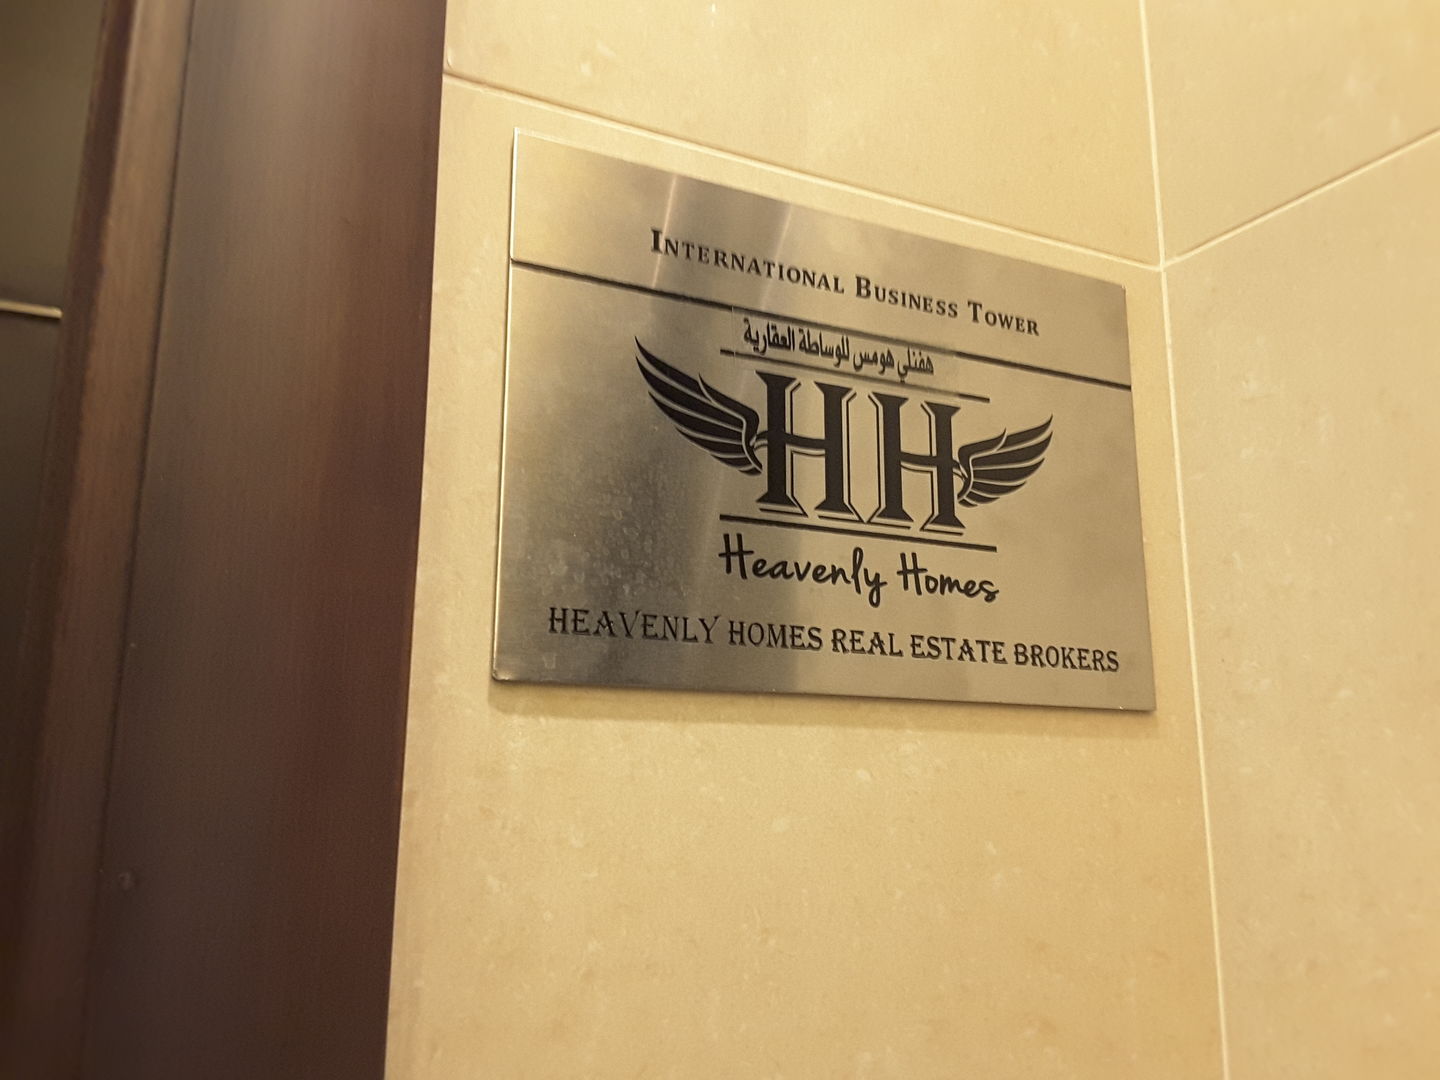 INTERNATIONAL BUSINESS TOWER
هفنلي هومس للوساطة العقارية
HH
Heavenly Homes
HEAVENLY HOMES REAL ESTATE BROKERS